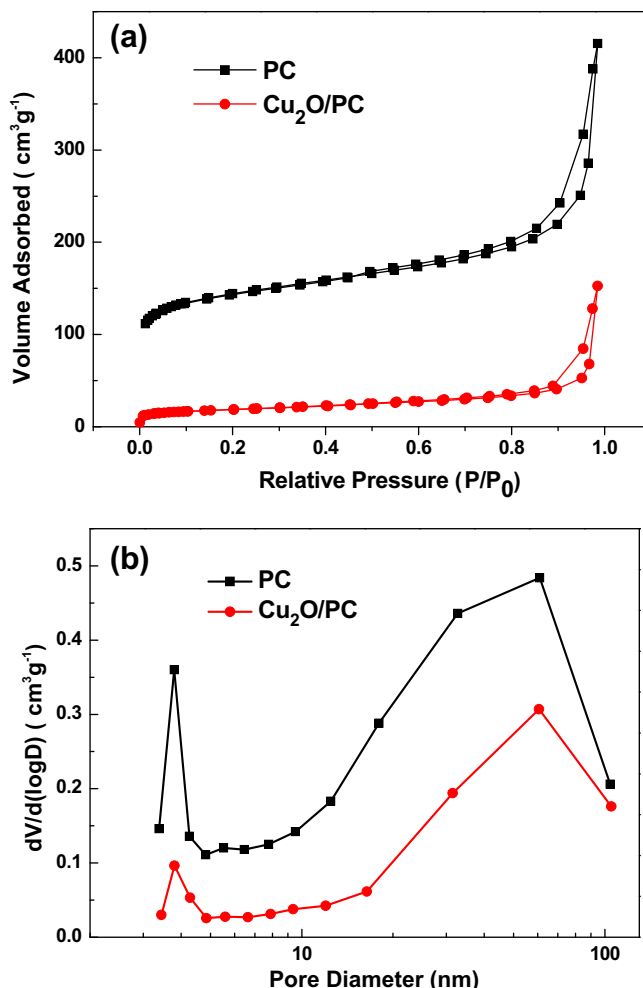 (a)
PC
Cu₂O/PC
Volume Adsorbed ( cm³g⁻¹)
400
300
200
100
0
0.0 0.2 0.4 0.6 0.8 1.0
Relative Pressure (P/P₀)
(b)
PC
Cu₂O/PC
dV/d(logD) ( cm³g⁻¹)
0.5
0.4
0.3
0.2
0.1
0.0
10 100
Pore Diameter (nm)